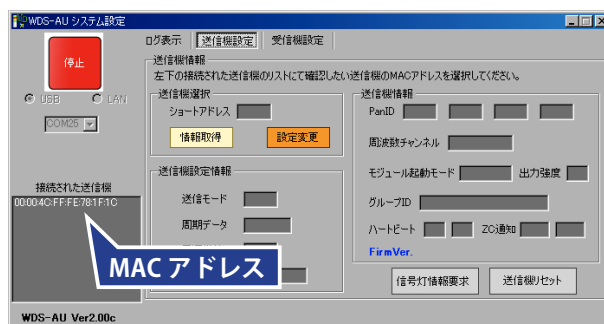 WDS-AU システム設定
ログ表示 送信機設定 受信機設定
停止
USB LAN
COM25
接続された送信機
00:00:4C:FF:FE:78:1F:1C
送信機情報
左下の接続された送信機のリストにて確認したい送信機のMACアドレスを選択してください。
送信機選択
ショートアドレス
情報取得 設定変更
送信機設定情報
送信モード
周期データ
MAC アドレス
送信機情報
PanID
周波数チャンネル
モジュール起動モード 出力強度
グループID
ハートビート ZC通知
FirmVer.
信号灯情報要求 送信機リセット
WDS-AU Ver2.00c